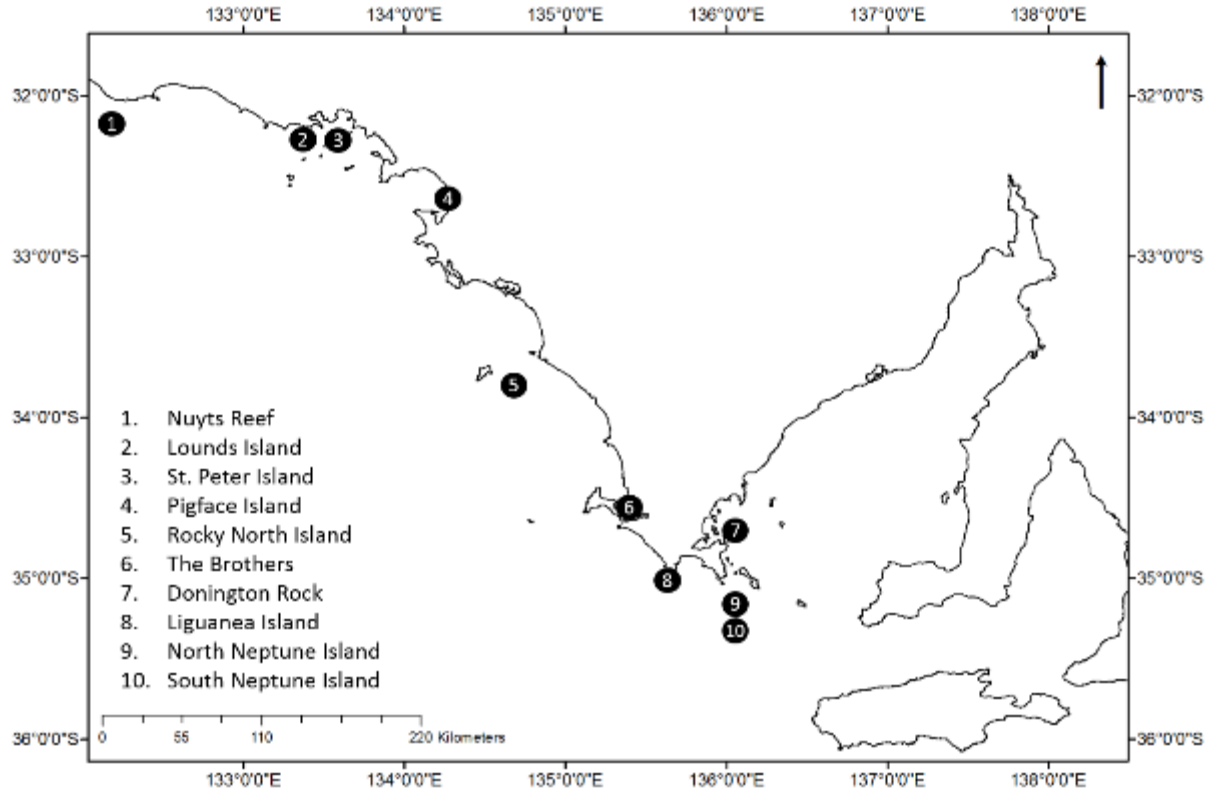 133°0'0"E 134°0'0"E 135°0'0"E 136°0'0"E 137°0'0"E 138°0'0"E
32°0'0"S 32°0'0"S
1
2 3
4
33°0'0"S 33°0'0"S
5
34°0'0"S 34°0'0"S
1. Nuyts Reef
2. Lounds Island
3. St. Peter Island
4. Pigface Island
5. Rocky North Island
6. The Brothers
7. Donington Rock
8. Liguanea Island
9. North Neptune Island
10. South Neptune Island
6
7
35°0'0"S 8 35°0'0"S
9
10
0 55 110 220 Kilometers
36°0'0"S 36°0'0"S
133°0'0"E 134°0'0"E 135°0'0"E 136°0'0"E 137°0'0"E 138°0'0"E